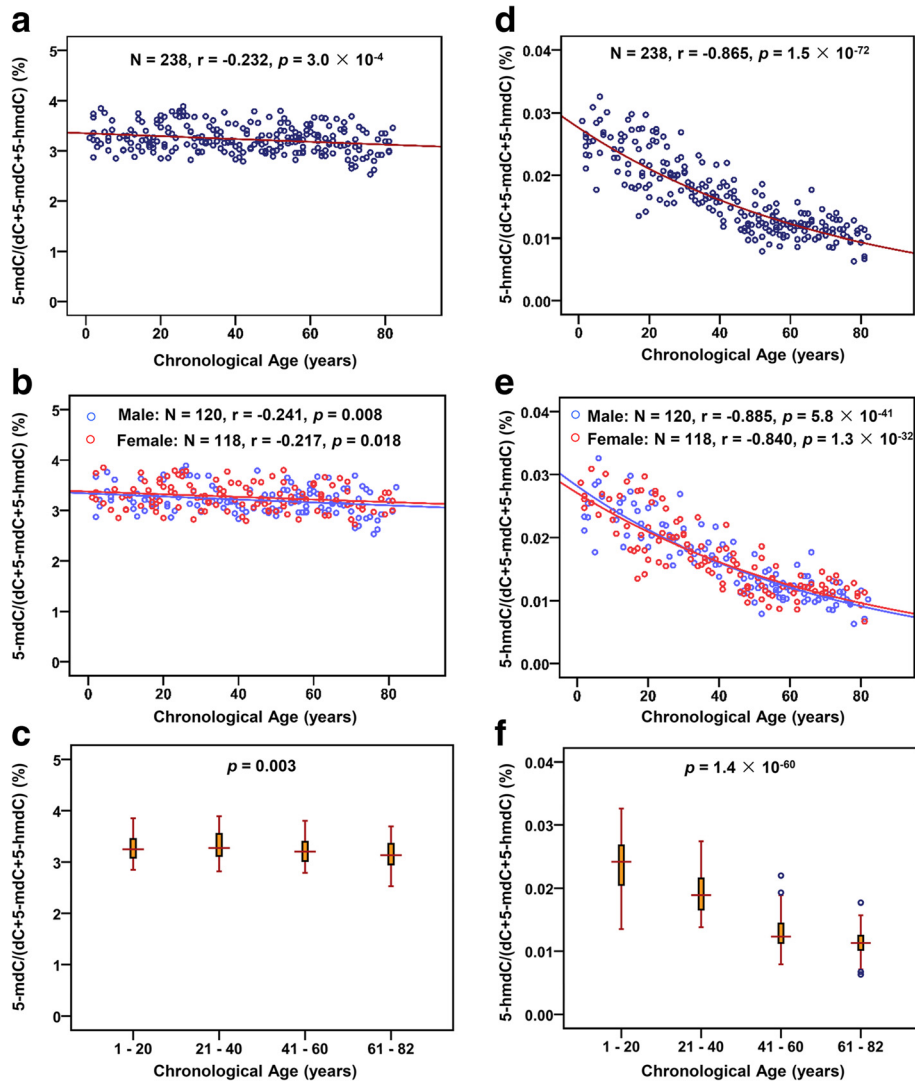 a
N = 238, r = -0.232, p = 3.0 × 10-4
5-mdC/(dC+5-mdC+5-hmdC) (%)
5
4
3
2
1
0
0 20 40 60 80
Chronological Age (years)
d
N = 238, r = -0.865, p = 1.5 × 10-72
5-hmdC/(dC+5-mdC+5-hmdC) (%)
0.04
0.03
0.02
0.01
0.00
0 20 40 60 80
Chronological Age (years)
b
Male: N = 120, r = -0.241, p = 0.008
Female: N = 118, r = -0.217, p = 0.018
5-mdC/(dC+5-mdC+5-hmdC) (%)
5
4
3
2
1
0
0 20 40 60 80
Chronological Age (years)
e
Male: N = 120, r = -0.885, p = 5.8 × 10-41
Female: N = 118, r = -0.840, p = 1.3 × 10-32
5-hmdC/(dC+5-mdC+5-hmdC) (%)
0.04
0.03
0.02
0.01
0.00
0 20 40 60 80
Chronological Age (years)
c
p = 0.003
5-mdC/(dC+5-mdC+5-hmdC) (%)
5
4
3
2
1
0
1 - 20 21 - 40 41 - 60 61 - 82
Chronological Age (years)
f
p = 1.4 × 10-60
5-hmdC/(dC+5-mdC+5-hmdC) (%)
0.04
0.03
0.02
0.01
0.00
1 - 20 21 - 40 41 - 60 61 - 82
Chronological Age (years)